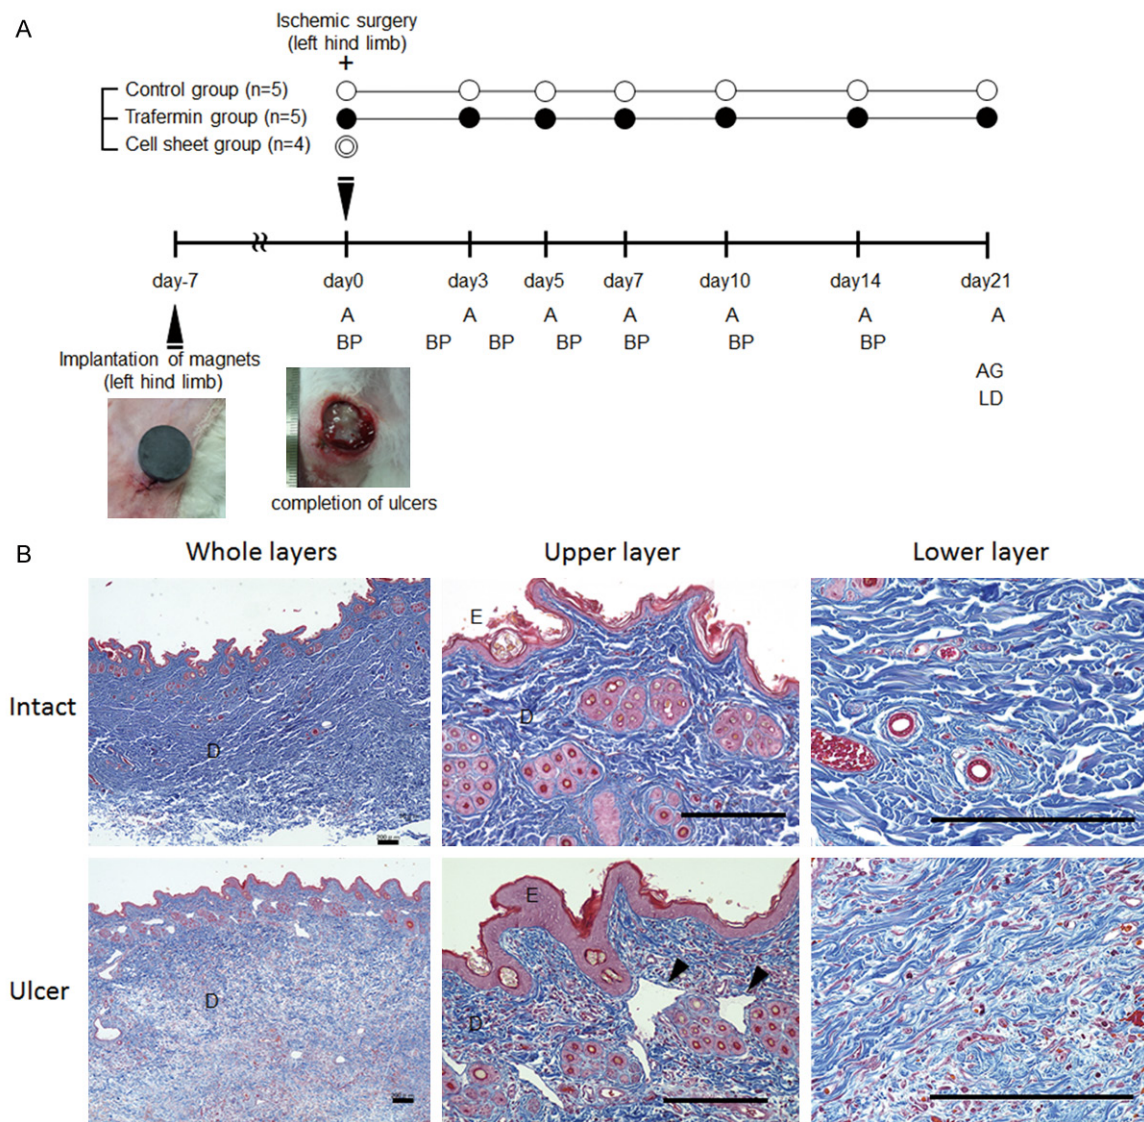 A
Ischemic surgery
(left hind limb)
+
Control group (n=5)
Trafermin group (n=5)
Cell sheet group (n=4)
day-7 day0 day3 day5 day7 day10 day14 day21
A A A A A A A
BP BP BP BP BP BP BP
AG
LD
Implantation of magnets
(left hind limb)
completion of ulcers
B
Whole layers Upper layer Lower layer
Intact
E
D
D
Ulcer
E
D
D